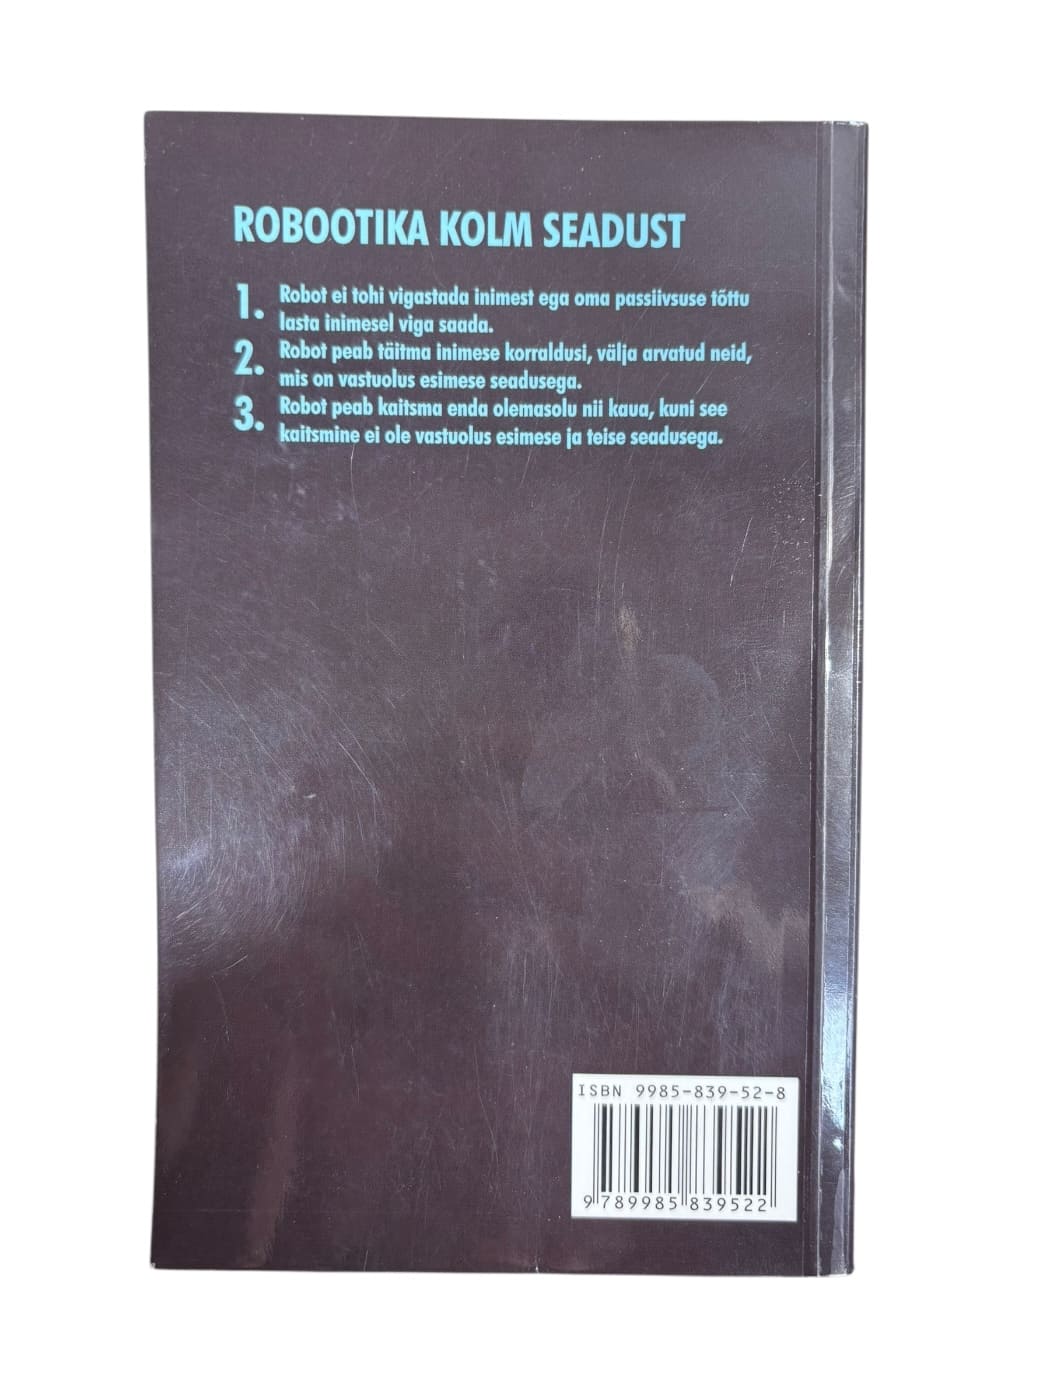 ROBOOTIKA KOLM SEADUST
1. Robot ei tohi vigastada inimest ega oma passiivsuse tõttu
lasta inimesel viga saada.
2. Robot peab täitma inimese korraldusi, välja arvatud neid,
mis on vastuolus esimese seadusega.
3. Robot peab kaitsma enda olemasolu nii kaua, kuni see
kaitsmine ei ole vastuolus esimese ja teise seadusega.
ISBN 9985-839-52-8
9 789985 839522